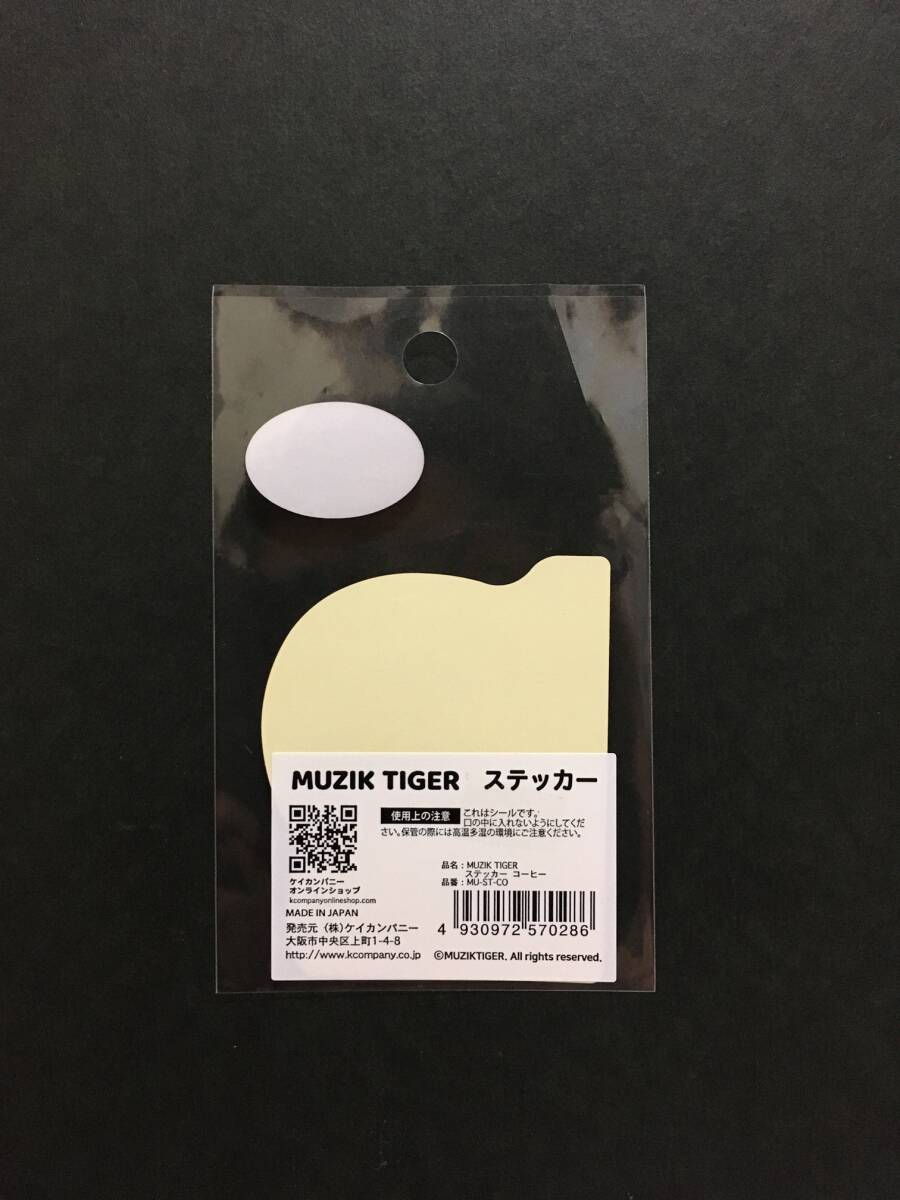 MUZIK TIGER ステッカー
使用上の注意 これはシールです。
口の中に入れないようにしてくだ
さい。保管の際には高温多湿の環境にご注意ください。
品名：MUZIK TIGER
ステッカー コーヒー
品番：MU-ST-CO
ケイカンパニー
オンラインショップ
kcompanyonlineshop.com
MADE IN JAPAN
発売元（株）ケイカンパニー
大阪市中央区上町1-4-8
http://www.kcompany.co.jp
4 930972 570286
©MUZIKTIGER. All rights reserved.